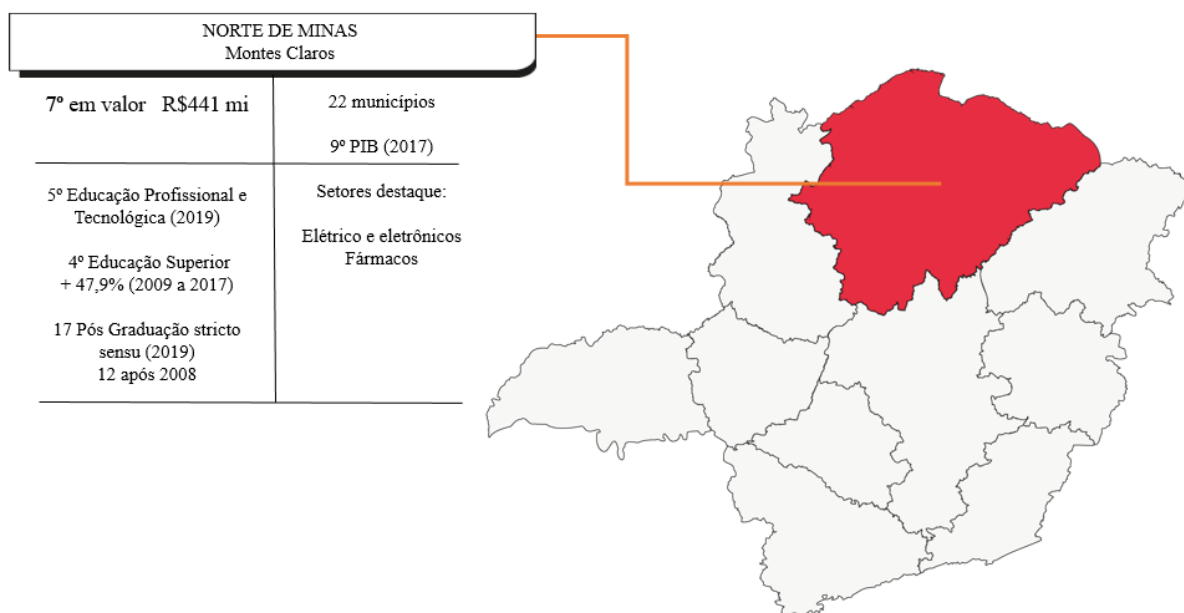 NORTE DE MINAS
Montes Claros
7º em valor R$441 mi
22 municípios
9º PIB (2017)
5º Educação Profissional e
Tecnológica (2019)
4º Educação Superior
+ 47,9% (2009 a 2017)
17 Pós Graduação stricto
sensu (2019)
12 após 2008
Setores destaque:
Elétrico e eletrônicos
Fármacos